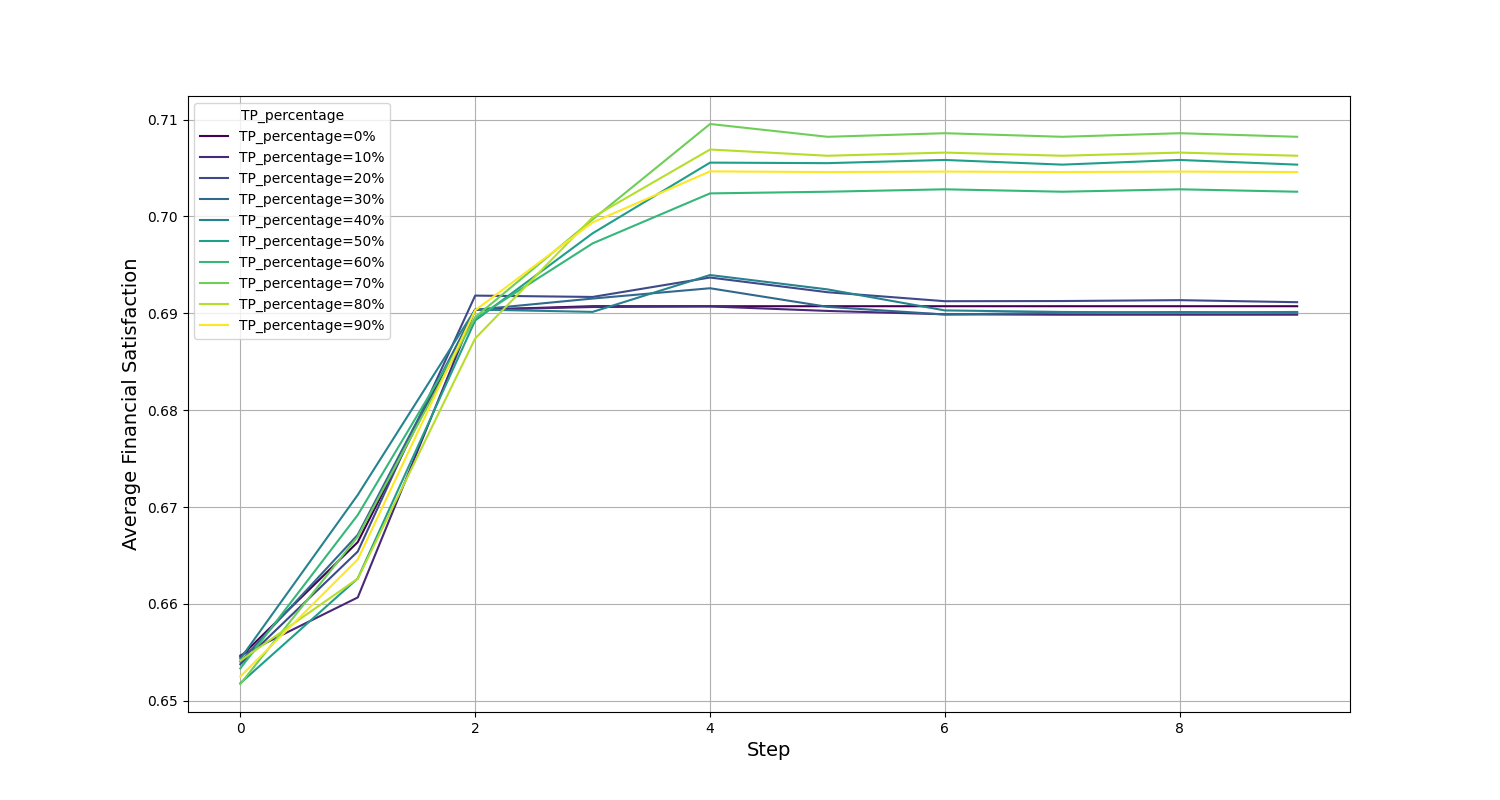 TP_percentage
TP_percentage=0%
TP_percentage=10%
TP_percentage=20%
TP_percentage=30%
TP_percentage=40%
TP_percentage=50%
TP_percentage=60%
TP_percentage=70%
TP_percentage=80%
TP_percentage=90%
0.71
0.70
0.69
0.68
0.67
0.66
0.65
Average Financial Satisfaction
0 2 4 6 8
Step